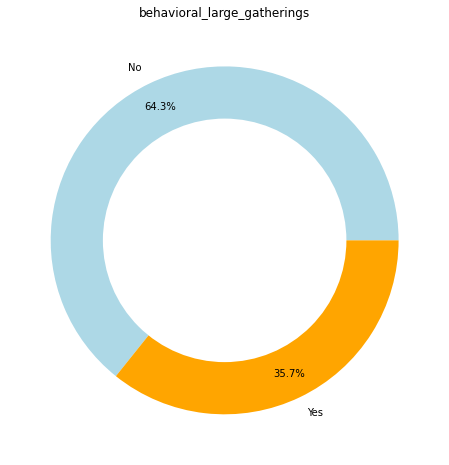 behavioral_large_gatherings
No
64.3%
35.7%
Yes